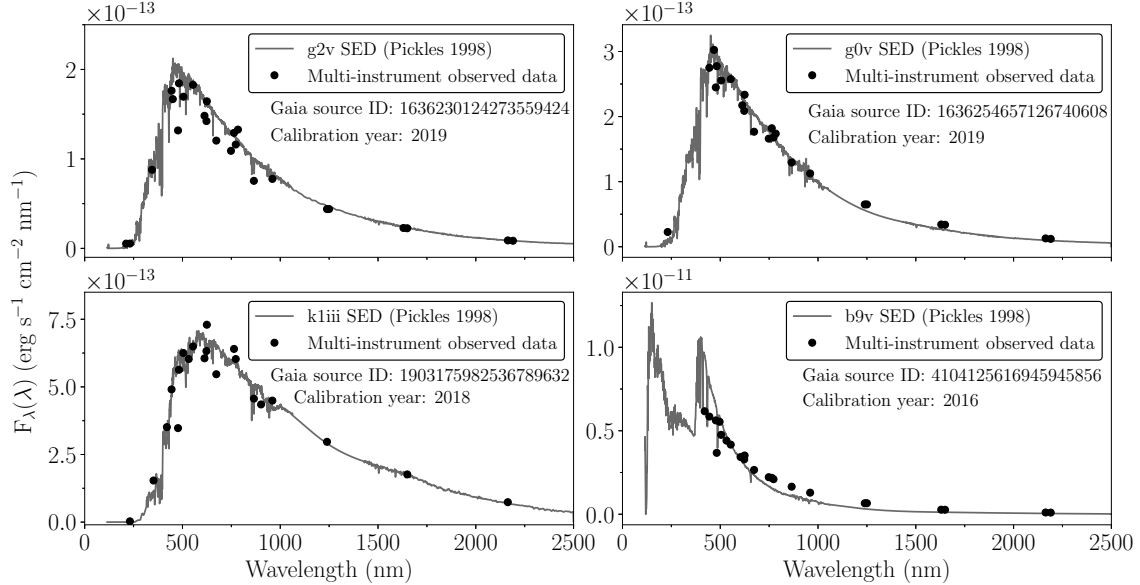 ×10−13
g2v SED (Pickles 1998)
Multi-instrument observed data
Gaia source ID: 1636230124273559424
Calibration year: 2019
2
1
0
×10−13
g0v SED (Pickles 1998)
Multi-instrument observed data
Gaia source ID: 1636254657126740608
Calibration year: 2019
3
2
1
0
Fλ(λ) (erg s−1 cm−2 nm−1)
×10−13
k1iii SED (Pickles 1998)
Multi-instrument observed data
Gaia source ID: 1903175982536789632
Calibration year: 2018
7.5
5.0
2.5
0.0
0 500 1000 1500 2000 2500
Wavelength (nm)
×10−11
b9v SED (Pickles 1998)
Multi-instrument observed data
Gaia source ID: 4104125616945945856
Calibration year: 2016
1.0
0.5
0.0
0 500 1000 1500 2000 2500
Wavelength (nm)